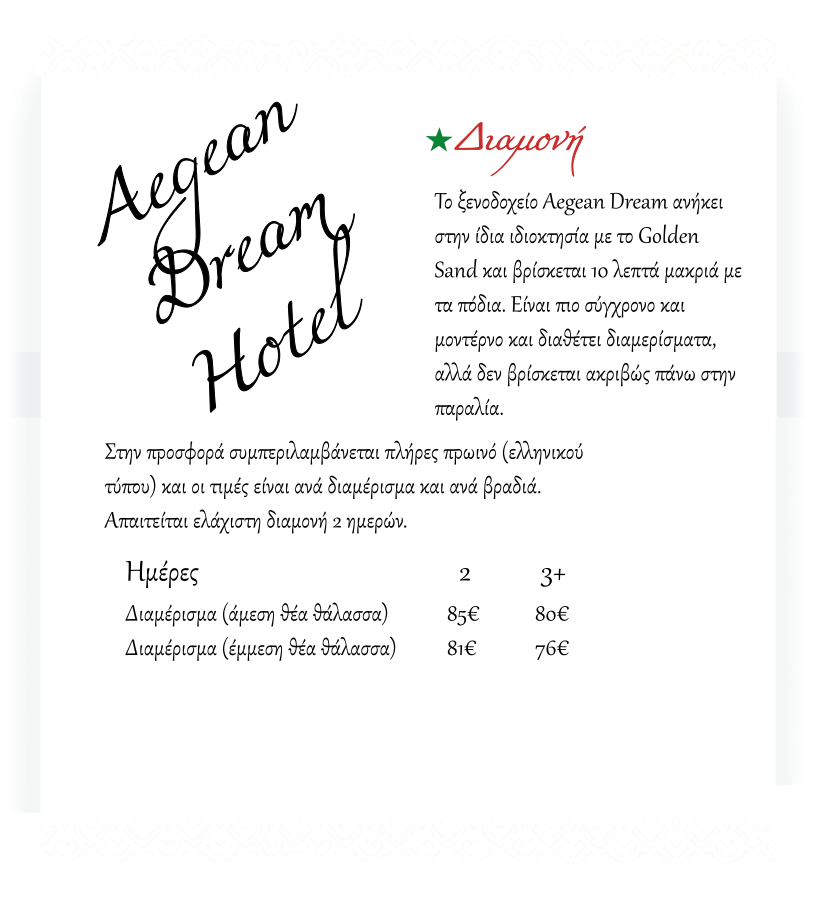 Aegean
Dream
Hotel
★Διαμονή
Το ξενοδοχείο Aegean Dream ανήκει
στην ίδια ιδιοκτησία με το Golden
Sand και βρίσκεται 10 λεπτά μακριά με
τα πόδια. Είναι πιο σύγχρονο και
μοντέρνο και διαθέτει διαμερίσματα,
αλλά δεν βρίσκεται ακριβώς πάνω στην
παραλία.
Στην προσφορά συμπεριλαμβάνεται πλήρες πρωινό (ελληνικού
τύπου) και οι τιμές είναι ανά διαμέρισμα και ανά βραδιά.
Απαιτείται ελάχιστη διαμονή 2 ημερών.
Ημέρες 2 3+
Διαμέρισμα (άμεση θέα θάλασσα) 85€ 80€
Διαμέρισμα (έμμεση θέα θάλασσα) 81€ 76€